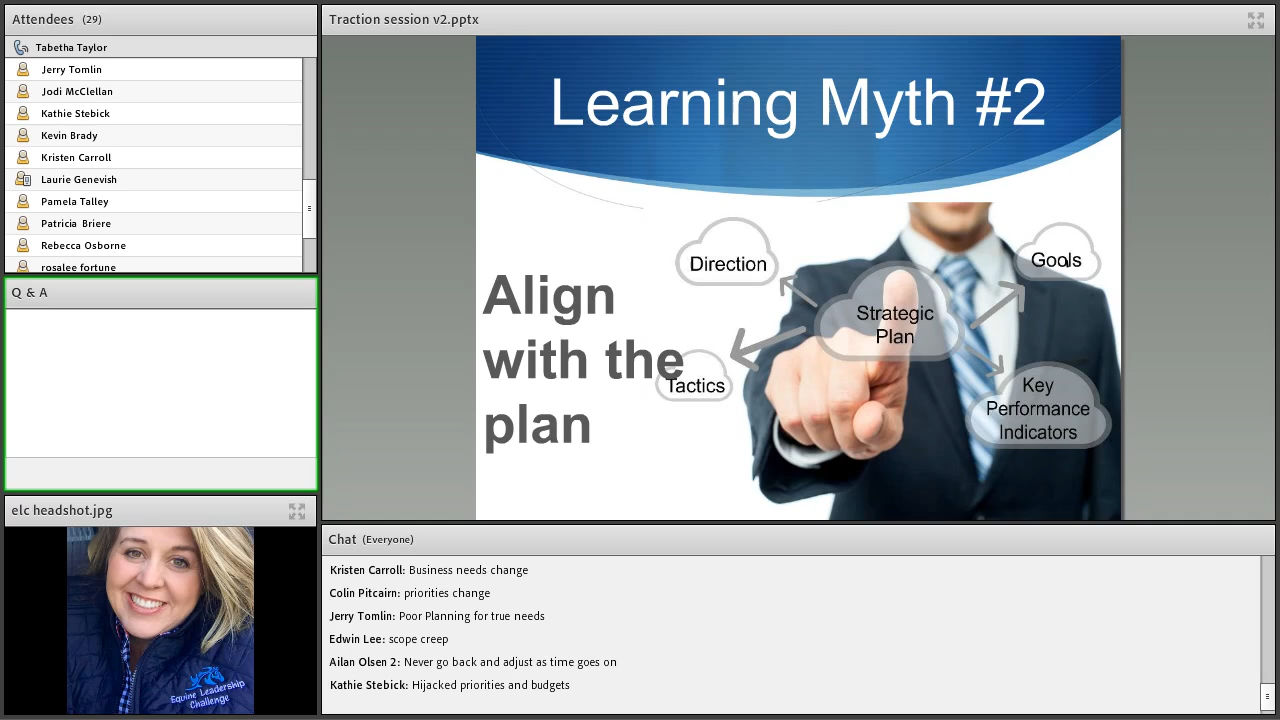 Attendees (29)
Tabetha Taylor
Jerry Tomlin
Jodi McClellan
Kathie Stebick
Kevin Brady
Kristen Carroll
Laurie Genevish
Pamela Talley
Patricia Briere
Rebecca Osborne
rosalee fortune
Q & A
elc headshot.jpg
Equine Leadership
Challenge
Traction session v2.pptx
Learning Myth #2
Align
with the
plan
Direction
Goals
Strategic
Plan
Tactics
Key
Performance
Indicators
Chat (Everyone)
Kristen Carroll: Business needs change
Colin Pitcairn: priorities change
Jerry Tomlin: Poor Planning for true needs
Edwin Lee: scope creep
Ailan Olsen 2: Never go back and adjust as time goes on
Kathie Stebick: Hijacked priorities and budgets